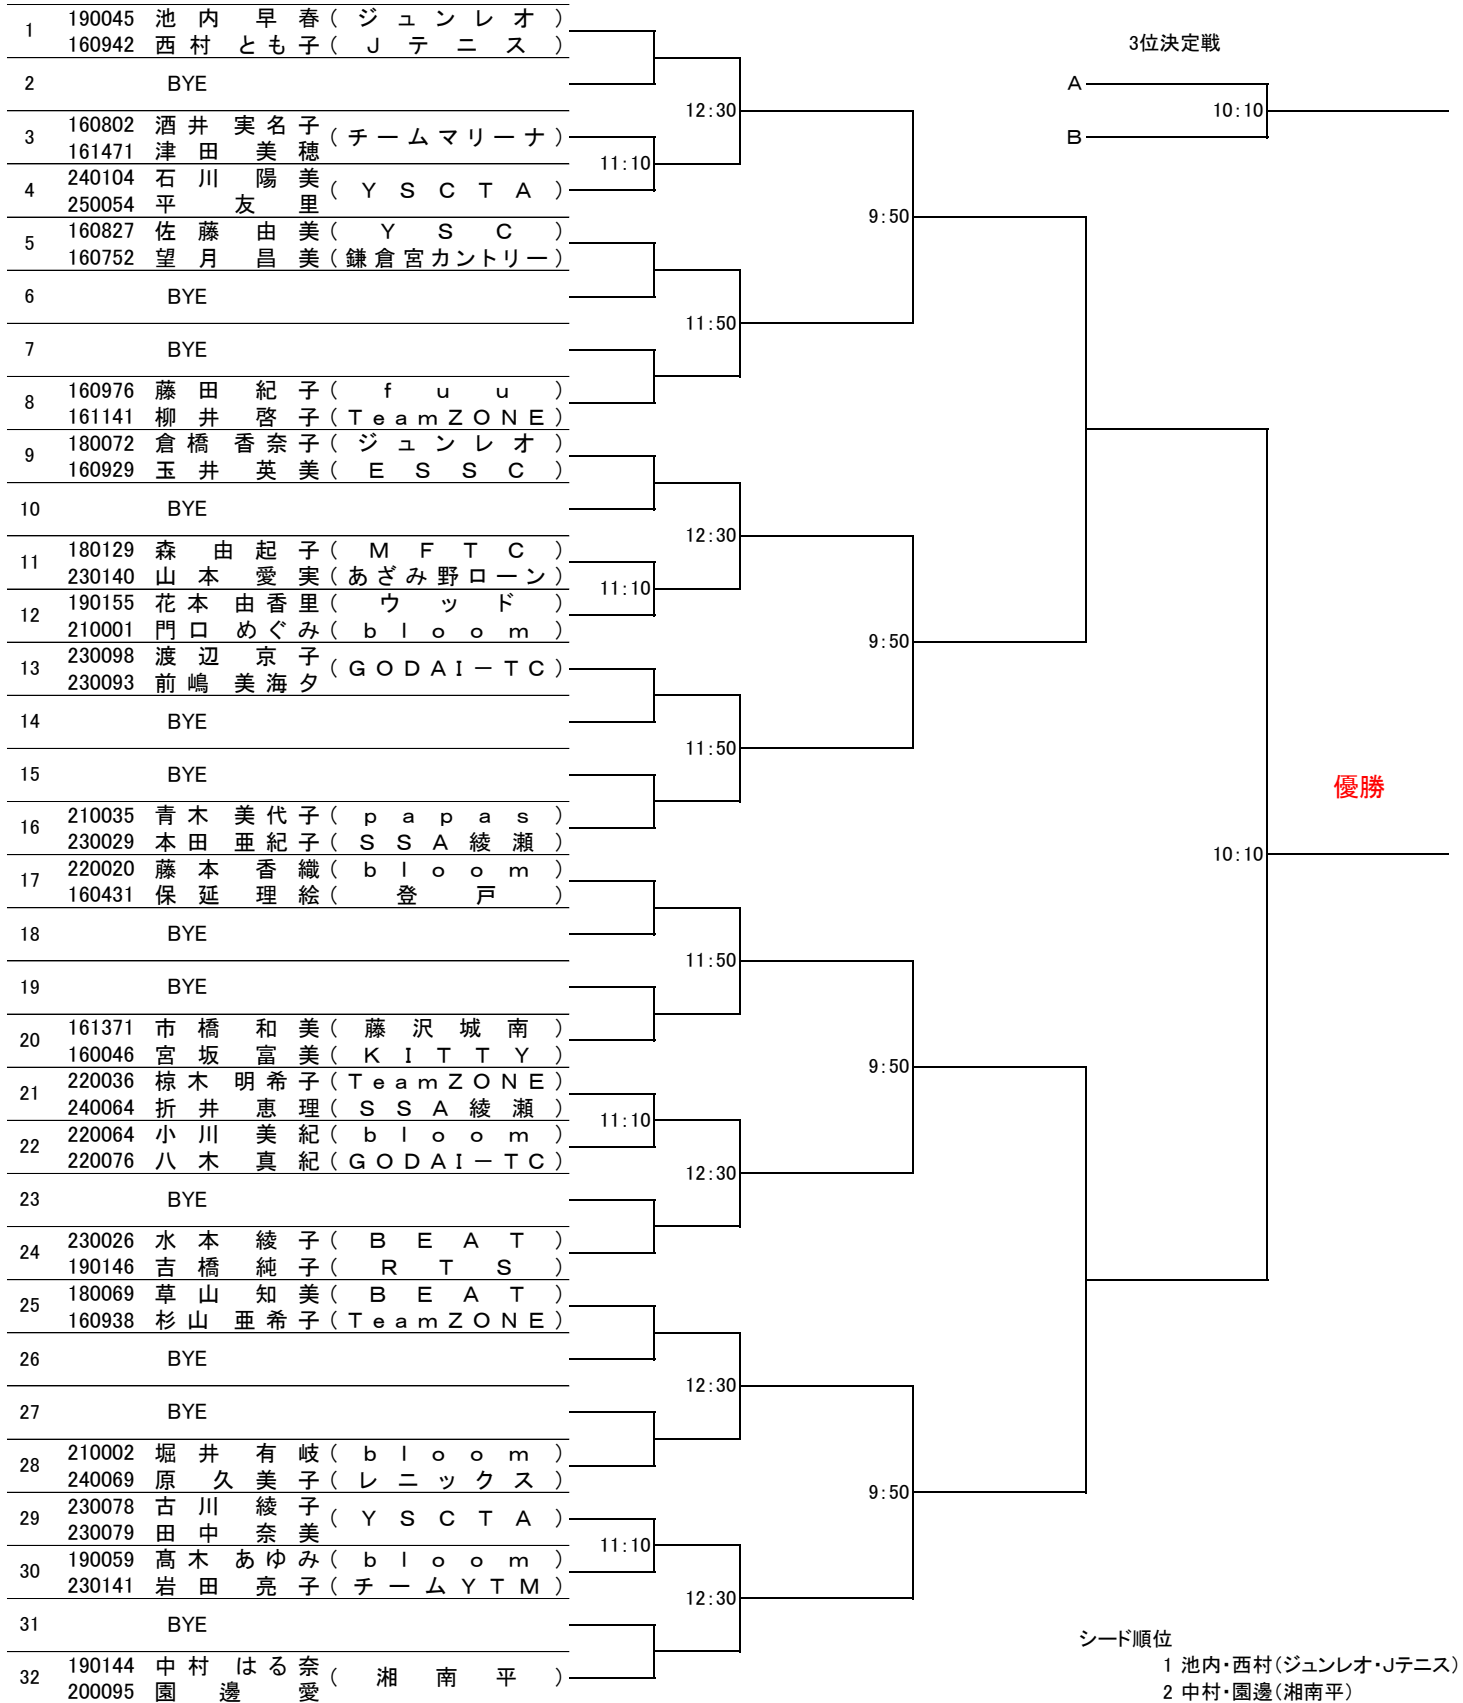 1 190045 池内 早春(ジュンレオ)
160942 西村 とも子(Jテニス)
2 BYE
3 160802 酒井 実名子(チームマリーナ)
161471 津田 美穂
4 240104 石川 陽美(YSCTA)
250054 平 友里
5 160827 佐藤 由美(YSC)
160752 望月 昌美(鎌倉宮カントリー)
6 BYE
7 BYE
8 160976 藤田 紀子(fuu)
161141 柳井 啓子(TeamZONE)
9 180072 倉橋 香奈子(ジュンレオ)
160929 玉井 英美(ESSC)
10 BYE
11 180129 森 由起子(MFTC)
230140 山本 愛実(あざみ野ローン)
12 190155 花本 由香里(ウッド)
210001 門口 めぐみ(bloom)
13 230098 渡辺 京子(GODAI-TC)
230093 前嶋 美海夕
14 BYE
15 BYE
16 210035 青木 美代子(papas)
230029 本田 亜紀子(SSA綾瀬)
17 220020 藤本 香織(bloom)
160431 保延 理絵(登戸)
18 BYE
19 BYE
20 161371 市橋 和美(藤沢城南)
160046 宮坂 富美(KITTY)
21 220036 椋木 明希子(TeamZONE)
240064 折井 恵理(SSA綾瀬)
22 220064 小川 美紀(bloom)
220076 八木 真紀(GODAI-TC)
23 BYE
24 230026 水本 綾子(BEAT)
190146 吉橋 純子(RTS)
25 180069 草山 知美(BEAT)
160938 杉山 亜希子(TeamZONE)
26 BYE
27 BYE
28 210002 堀井 有岐(bloom)
240069 原 久美子(レニックス)
29 230078 古川 綾子(YSCTA)
230079 田中 奈美
30 190059 髙木 あゆみ(bloom)
230141 岩田 亮子(チームYTM)
31 BYE
32 190144 中村 はる奈(湘南平)
200095 園邊 愛
11:10
11:10
11:10
11:10
12:30
11:50
12:30
11:50
11:50
12:30
12:30
12:30
9:50
9:50
9:50
9:50
3位決定戦
A
10:10
B
優勝
10:10
シード順位
1 池内・西村(ジュンレオ・Jテニス)
2 中村・園邊(湘南平)